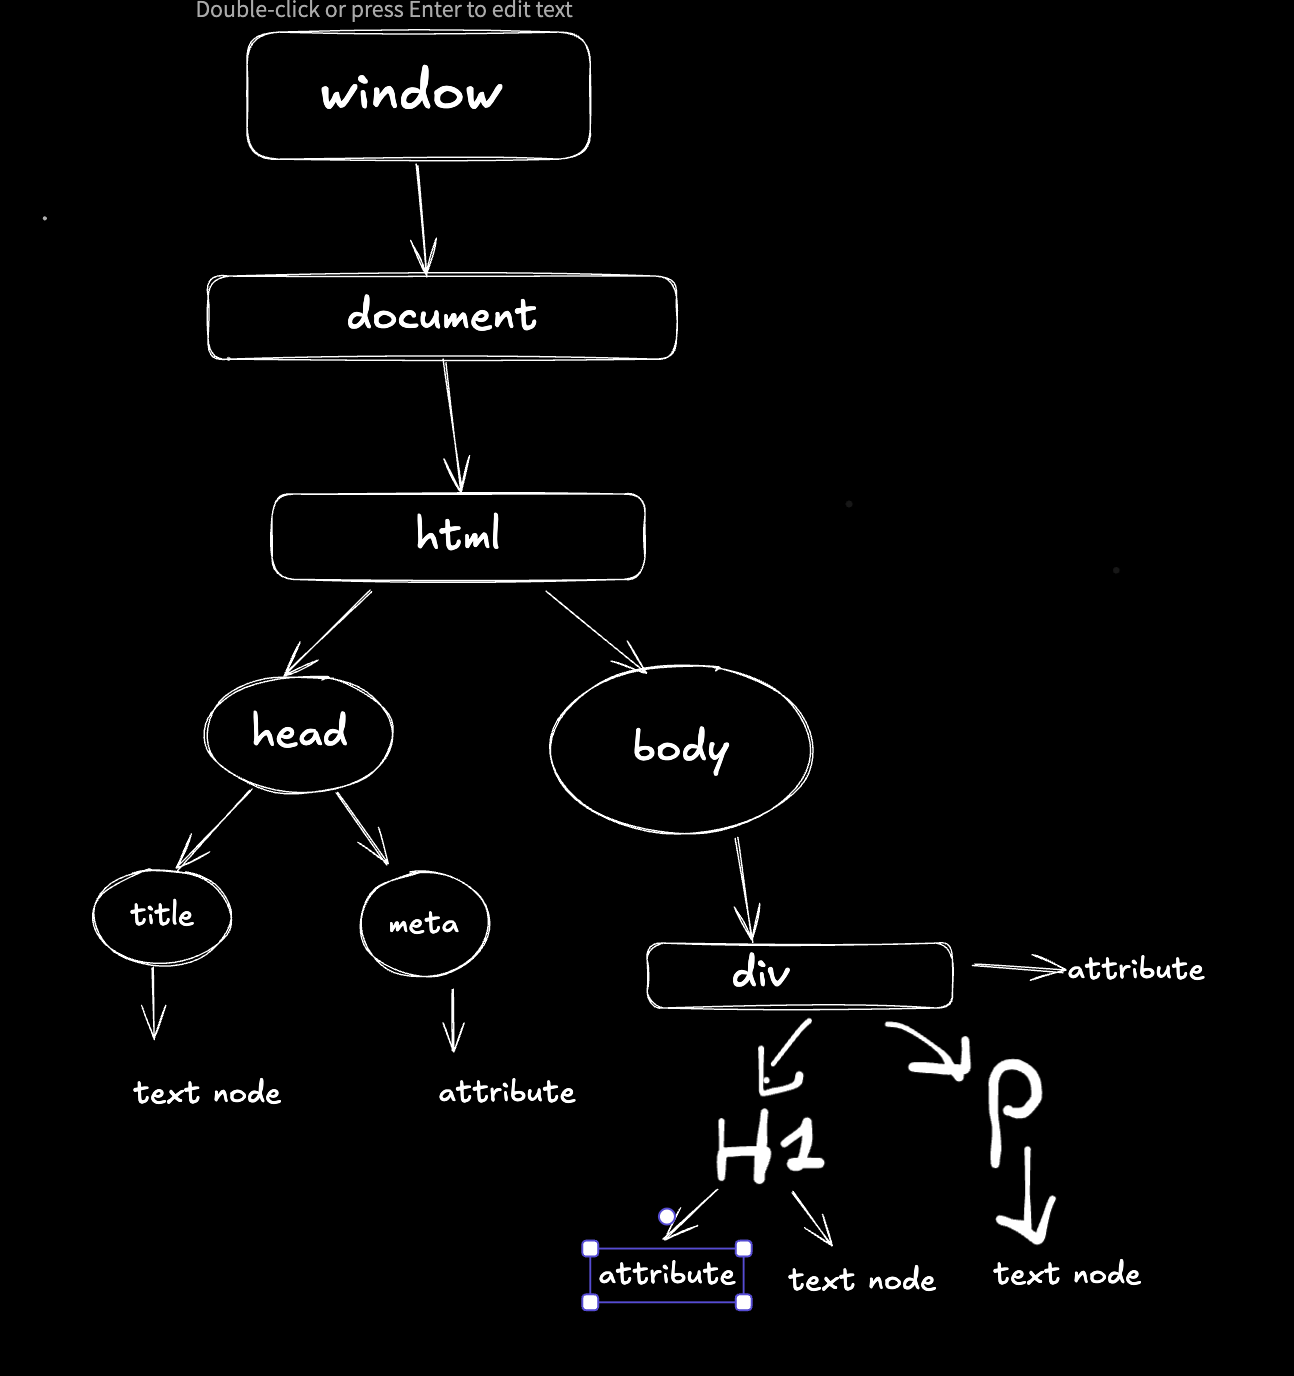 Double-click or press Enter to edit text
window
document
html
head
body
title
meta
div
attribute
text node
attribute
H1
P
attribute
text node
text node